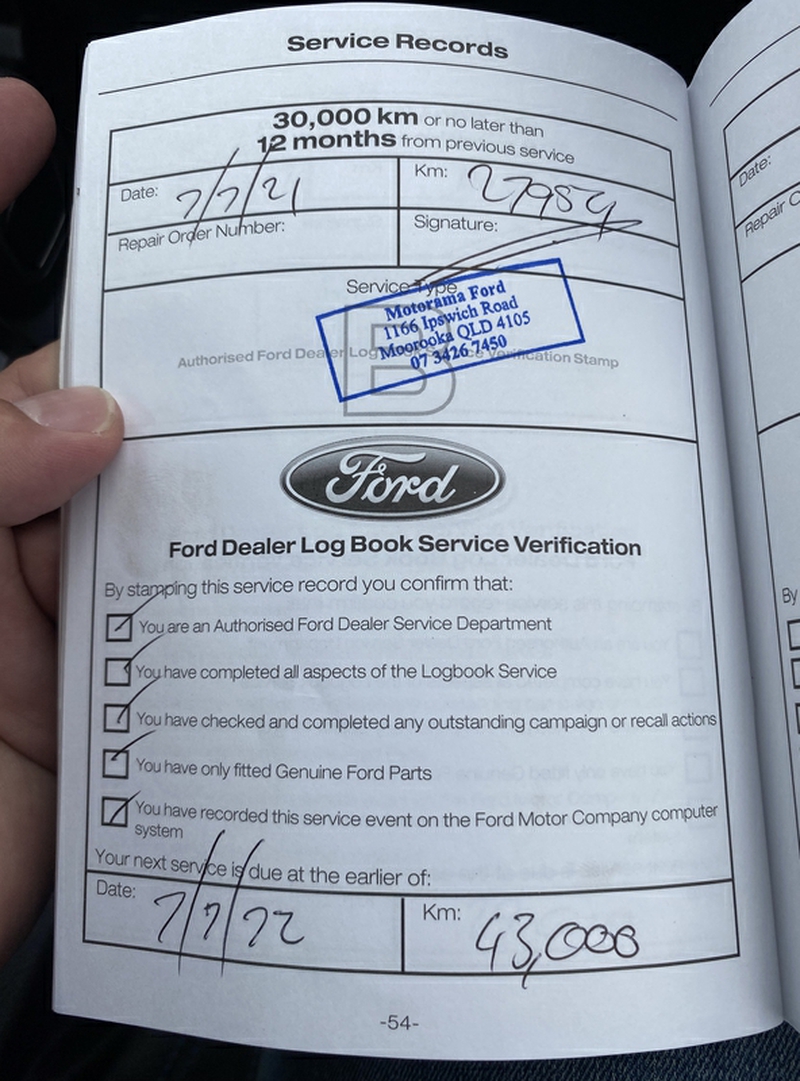 Service Records
30,000 km or no later than
12 months from previous service
Date: 7/7/21
Km: 27954
Repair Order Number:
Signature:
Service Type
Motorama Ford
1166 Ipswich Road
Moorooka QLD 4105
07 3426 7450
B
Authorised Ford Dealer Log Service Verification Stamp
Ford
Ford Dealer Log Book Service Verification
By stamping this service record you confirm that:
You are an Authorised Ford Dealer Service Department
You have completed all aspects of the Logbook Service
You have checked and completed any outstanding campaign or recall actions
You have only fitted Genuine Ford Parts
You have recorded this service event on the Ford Motor Company computer
system
Your next service is due at the earlier of:
Date: 7/7/22
Km: 43,000
-54-
Date:
Repair O
By